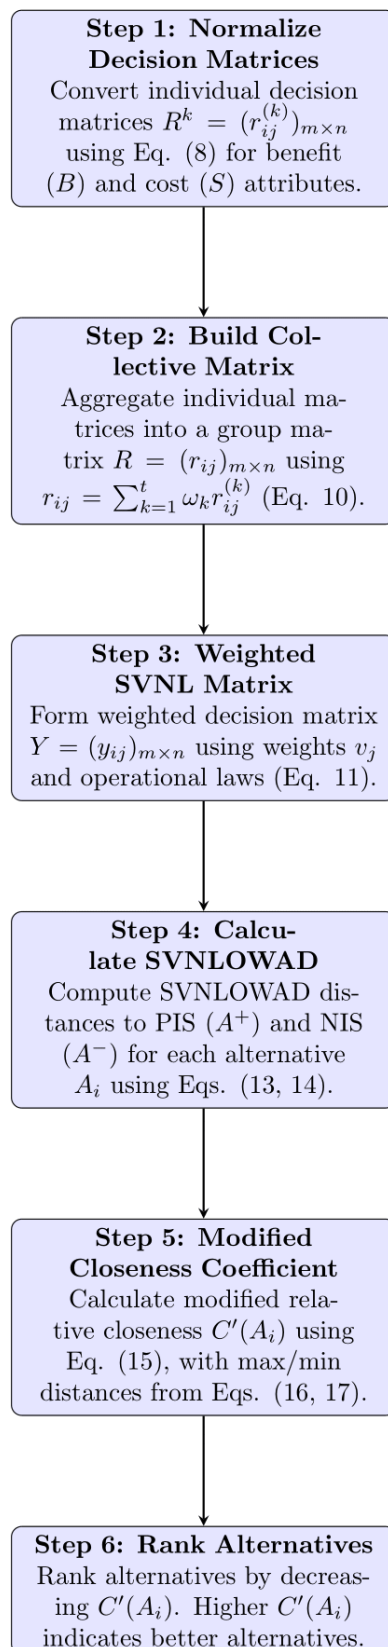 Step 1: Normalize
Decision Matrices
Convert individual decision
matrices $R^k = (r_{ij}^{(k)})_{m \times n}$
using Eq. (8) for benefit
($B$) and cost ($S$) attributes.
Step 2: Build Col-
lective Matrix
Aggregate individual ma-
trices into a group ma-
trix $R = (r_{ij})_{m \times n}$ using
$r_{ij} = \sum_{k=1}^{t} \omega_k r_{ij}^{(k)}$ (Eq. 10).
Step 3: Weighted
SVNL Matrix
Form weighted decision matrix
$Y = (y_{ij})_{m \times n}$ using weights $v_j$
and operational laws (Eq. 11).
Step 4: Calcu-
late SVNLOWAD
Compute SVNLOWAD dis-
tances to PIS ($A^+$) and NIS
($A^-$) for each alternative
$A_i$ using Eqs. (13, 14).
Step 5: Modified
Closeness Coefficient
Calculate modified rela-
tive closeness $C'(A_i)$ using
Eq. (15), with max/min
distances from Eqs. (16, 17).
Step 6: Rank Alternatives
Rank alternatives by decreas-
ing $C'(A_i)$. Higher $C'(A_i)$
indicates better alternatives.